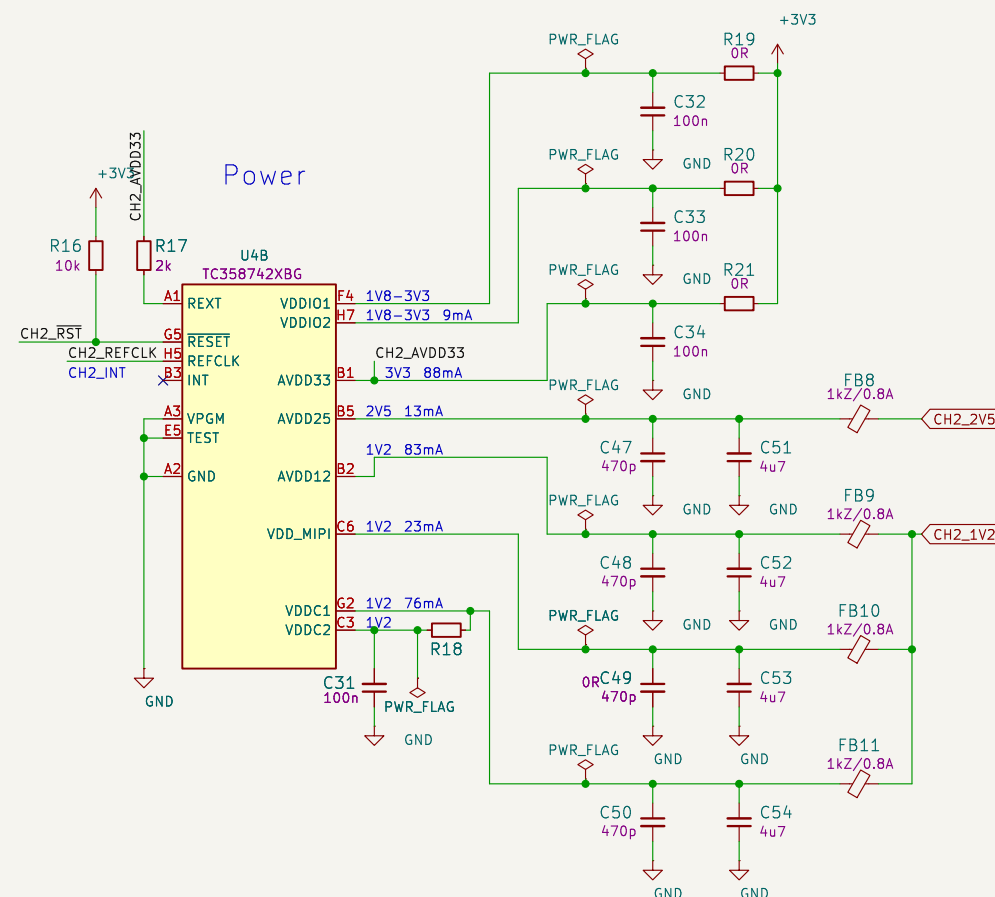 +3V3
PWR_FLAG
R19
0R
C32
100n
GND
PWR_FLAG
R20
0R
C33
100n
GND
PWR_FLAG
R21
0R
C34
100n
GND
Power
+3V3
CH2_AVDD33
R16
10k
R17
2k
U4B
TC358742XBG
A1 REXT
G5 RESET
H5 REFCLK
B3 INT
A3 VPGM
E5 TEST
A2 GND
CH2_RST
CH2_REFCLK
CH2_INT
GND
VDDIO1 F4 1V8-3V3
VDDIO2 H7 1V8-3V3 9mA
CH2_AVDD33
AVDD33 B1 3V3 88mA
AVDD25 B5 2V5 13mA
AVDD12 B2 1V2 83mA
VDD_MIPI C6 1V2 23mA
VDDC1 G2 1V2 76mA
VDDC2 C3 1V2
R18
0R
C31
100n
GND
PWR_FLAG
PWR_FLAG
C47
470p
GND
C51
4u7
GND
FB8
1kZ/0.8A
CH2_2V5
PWR_FLAG
C48
470p
GND
C52
4u7
GND
FB9
1kZ/0.8A
CH2_1V2
PWR_FLAG
C49
470p
GND
C53
4u7
GND
FB10
1kZ/0.8A
PWR_FLAG
C50
470p
GND
C54
4u7
GND
FB11
1kZ/0.8A